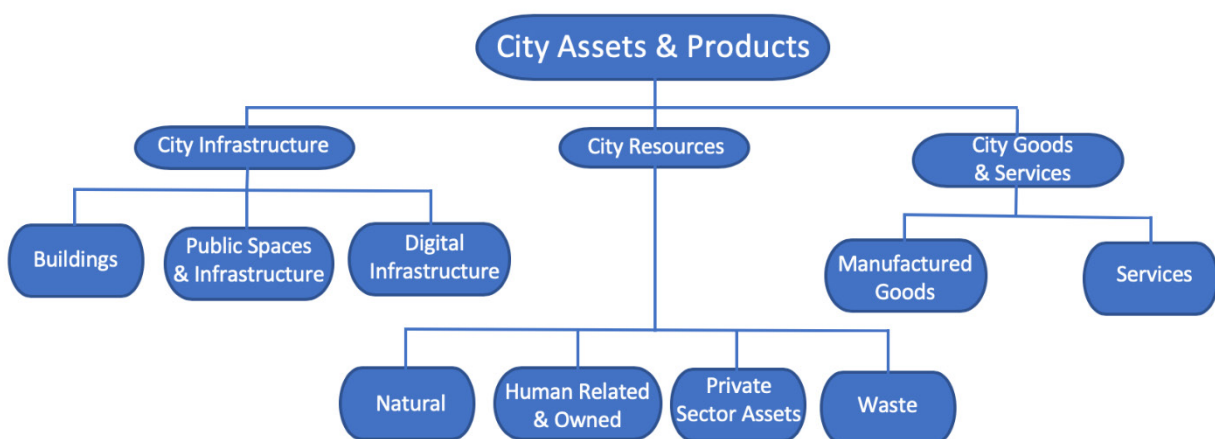 City Assets & Products
City Infrastructure
City Resources
City Goods
& Services
Buildings
Public Spaces
& Infrastructure
Digital
Infrastructure
Manufactured
Goods
Services
Natural
Human Related
& Owned
Private
Sector Assets
Waste